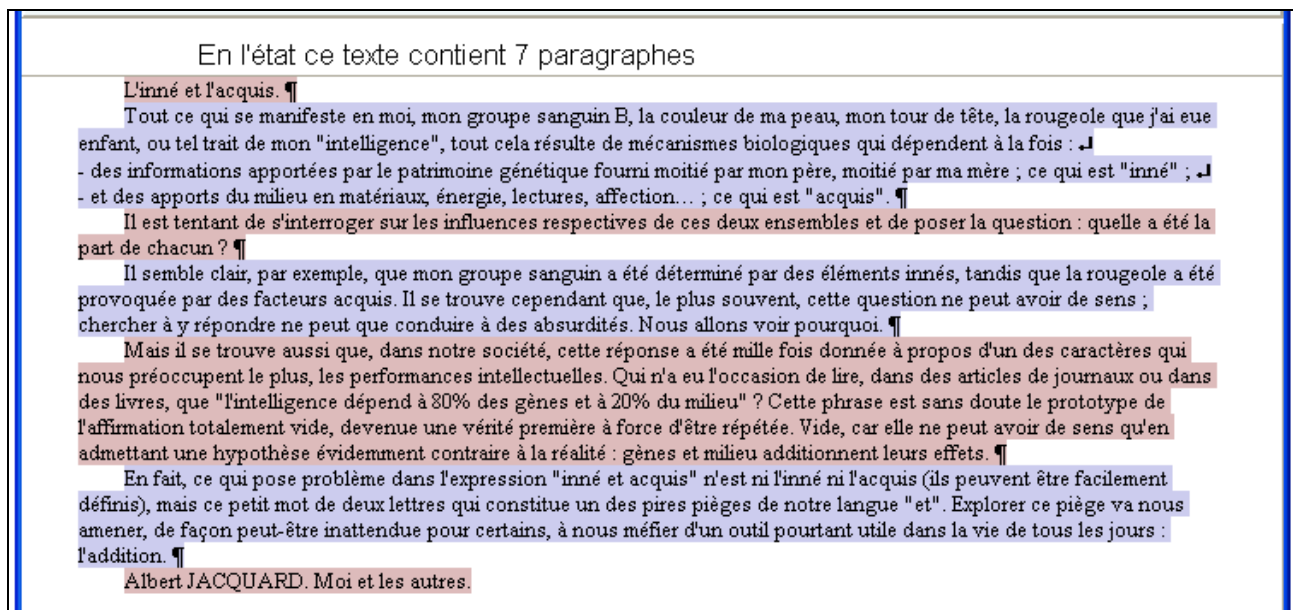 En l'état ce texte contient 7 paragraphes
L'inné et l'acquis. ¶
Tout ce qui se manifeste en moi, mon groupe sanguin B, la couleur de ma peau, mon tour de tête, la rougeole que j'ai eue
enfant, ou tel trait de mon "intelligence", tout cela résulte de mécanismes biologiques qui dépendent à la fois : ↵
- des informations apportées par le patrimoine génétique fourni moitié par mon père, moitié par ma mère ; ce qui est "inné" ; ↵
- et des apports du milieu en matériaux, énergie, lectures, affection... ; ce qui est "acquis". ¶
Il est tentant de s'interroger sur les influences respectives de ces deux ensembles et de poser la question : quelle a été la
part de chacun ? ¶
Il semble clair, par exemple, que mon groupe sanguin a été déterminé par des éléments innés, tandis que la rougeole a été
provoquée par des facteurs acquis. Il se trouve cependant que, le plus souvent, cette question ne peut avoir de sens ;
chercher à y répondre ne peut que conduire à des absurdités. Nous allons voir pourquoi. ¶
Mais il se trouve aussi que, dans notre société, cette réponse a été mille fois donnée à propos d'un des caractères qui
nous préoccupent le plus, les performances intellectuelles. Qui n'a eu l'occasion de lire, dans des articles de journaux ou dans
des livres, que "l'intelligence dépend à 80% des gènes et à 20% du milieu" ? Cette phrase est sans doute le prototype de
l'affirmation totalement vide, devenue une vérité première à force d'être répétée. Vide, car elle ne peut avoir de sens qu'en
admettant une hypothèse évidemment contraire à la réalité : gènes et milieu additionnent leurs effets. ¶
En fait, ce qui pose problème dans l'expression "inné et acquis" n'est ni l'inné ni l'acquis (ils peuvent être facilement
définis), mais ce petit mot de deux lettres qui constitue un des pires pièges de notre langue "et". Explorer ce piège va nous
amener, de façon peut-être inattendue pour certains, à nous méfier d'un outil pourtant utile dans la vie de tous les jours :
l'addition. ¶
Albert JACQUARD. Moi et les autres.